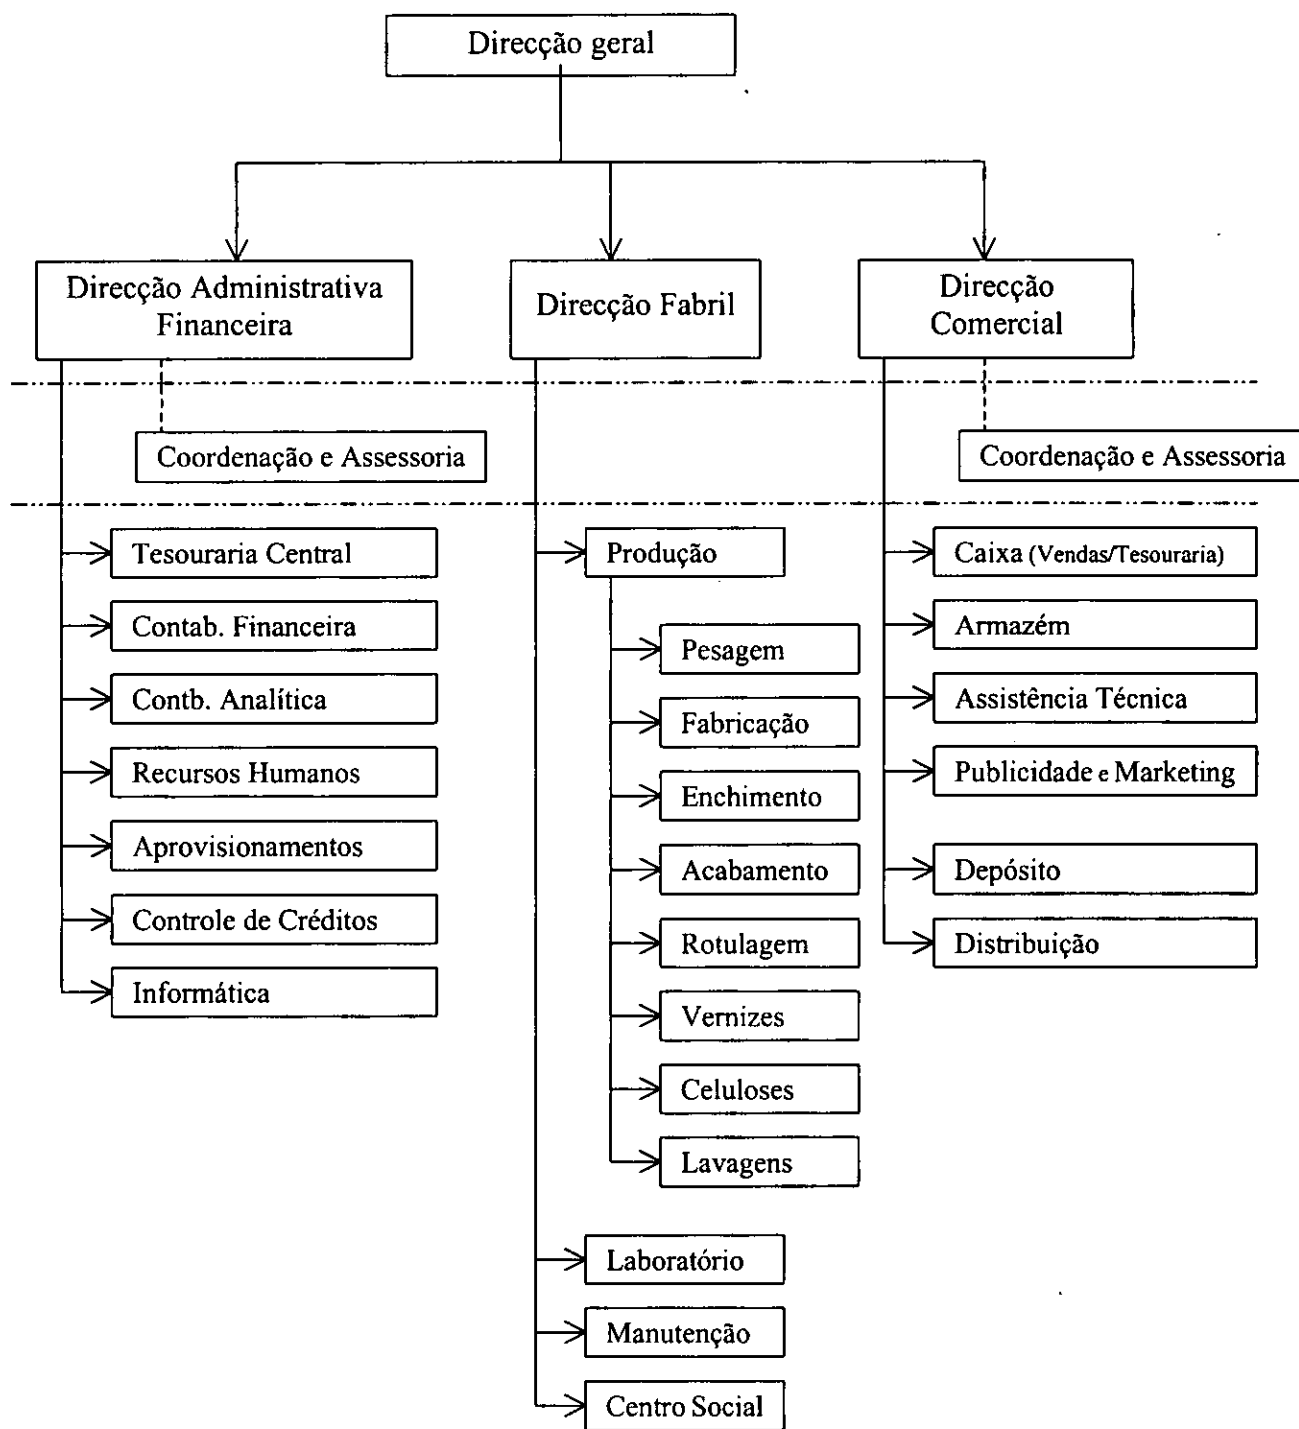 Direcção geral
Direcção Administrativa
Financeira
Direcção Fabril
Direcção
Comercial
Coordenação e Assessoria
Coordenação e Assessoria
Tesouraria Central
Contab. Financeira
Contb. Analítica
Recursos Humanos
Aprovisionamentos
Controle de Créditos
Informática
Produção
Pesagem
Fabricação
Enchimento
Acabamento
Rotulagem
Vernizes
Celuloses
Lavagens
Laboratório
Manutenção
Centro Social
Caixa (Vendas/Tesouraria)
Armazém
Assistência Técnica
Publicidade e Marketing
Depósito
Distribuição